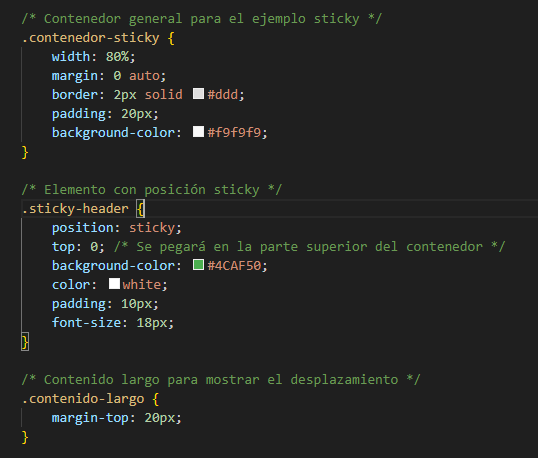 /* Contenedor general para el ejemplo sticky */
.contenedor-sticky {
    width: 80%;
    margin: 0 auto;
    border: 2px solid #ddd;
    padding: 20px;
    background-color: #f9f9f9;
}

/* Elemento con posición sticky */
.sticky-header {
    position: sticky;
    top: 0; /* Se pegará en la parte superior del contenedor */
    background-color: #4CAF50;
    color: white;
    padding: 10px;
    font-size: 18px;
}

/* Contenido largo para mostrar el desplazamiento */
.contenido-largo {
    margin-top: 20px;
}